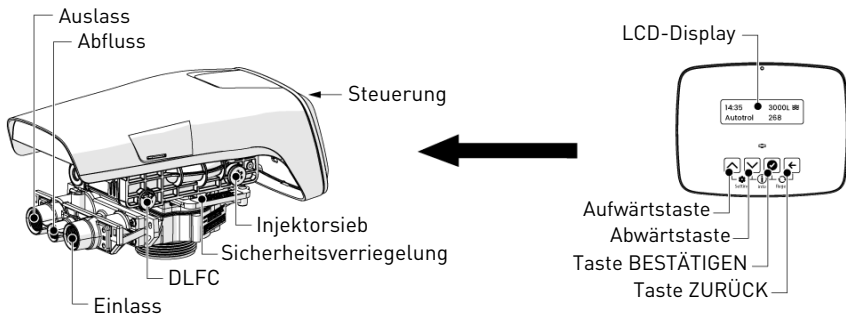 Auslass
Abfluss
Steuerung
Injektorsieb
Sicherheitsverriegelung
DLFC
Einlass
LCD-Display
14:35 3000L
Autotrol 268
Info
Aufwärtstaste
Abwärtstaste
Taste BESTÄTIGEN
Taste ZURÜCK